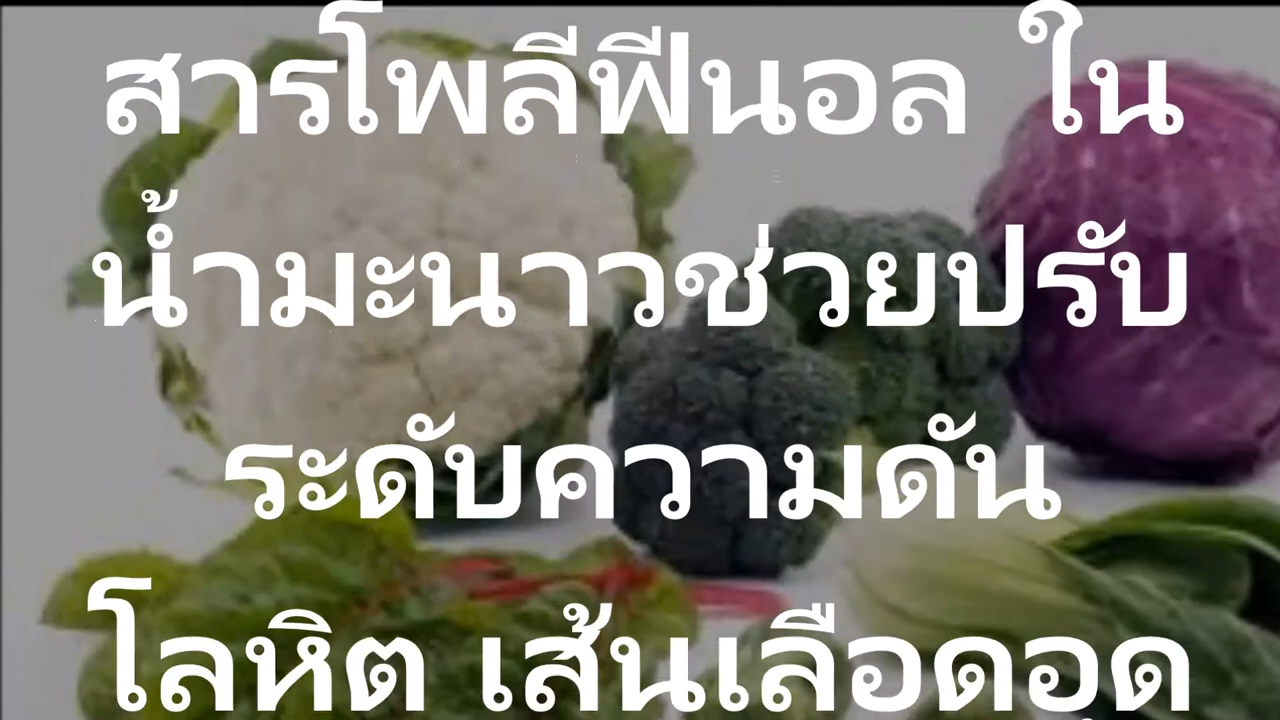 สารโพลีฟีนอล ใน
น้ำมะนาวช่วยปรับ
ระดับความดัน
โลหิต เส้นเลือดอุด